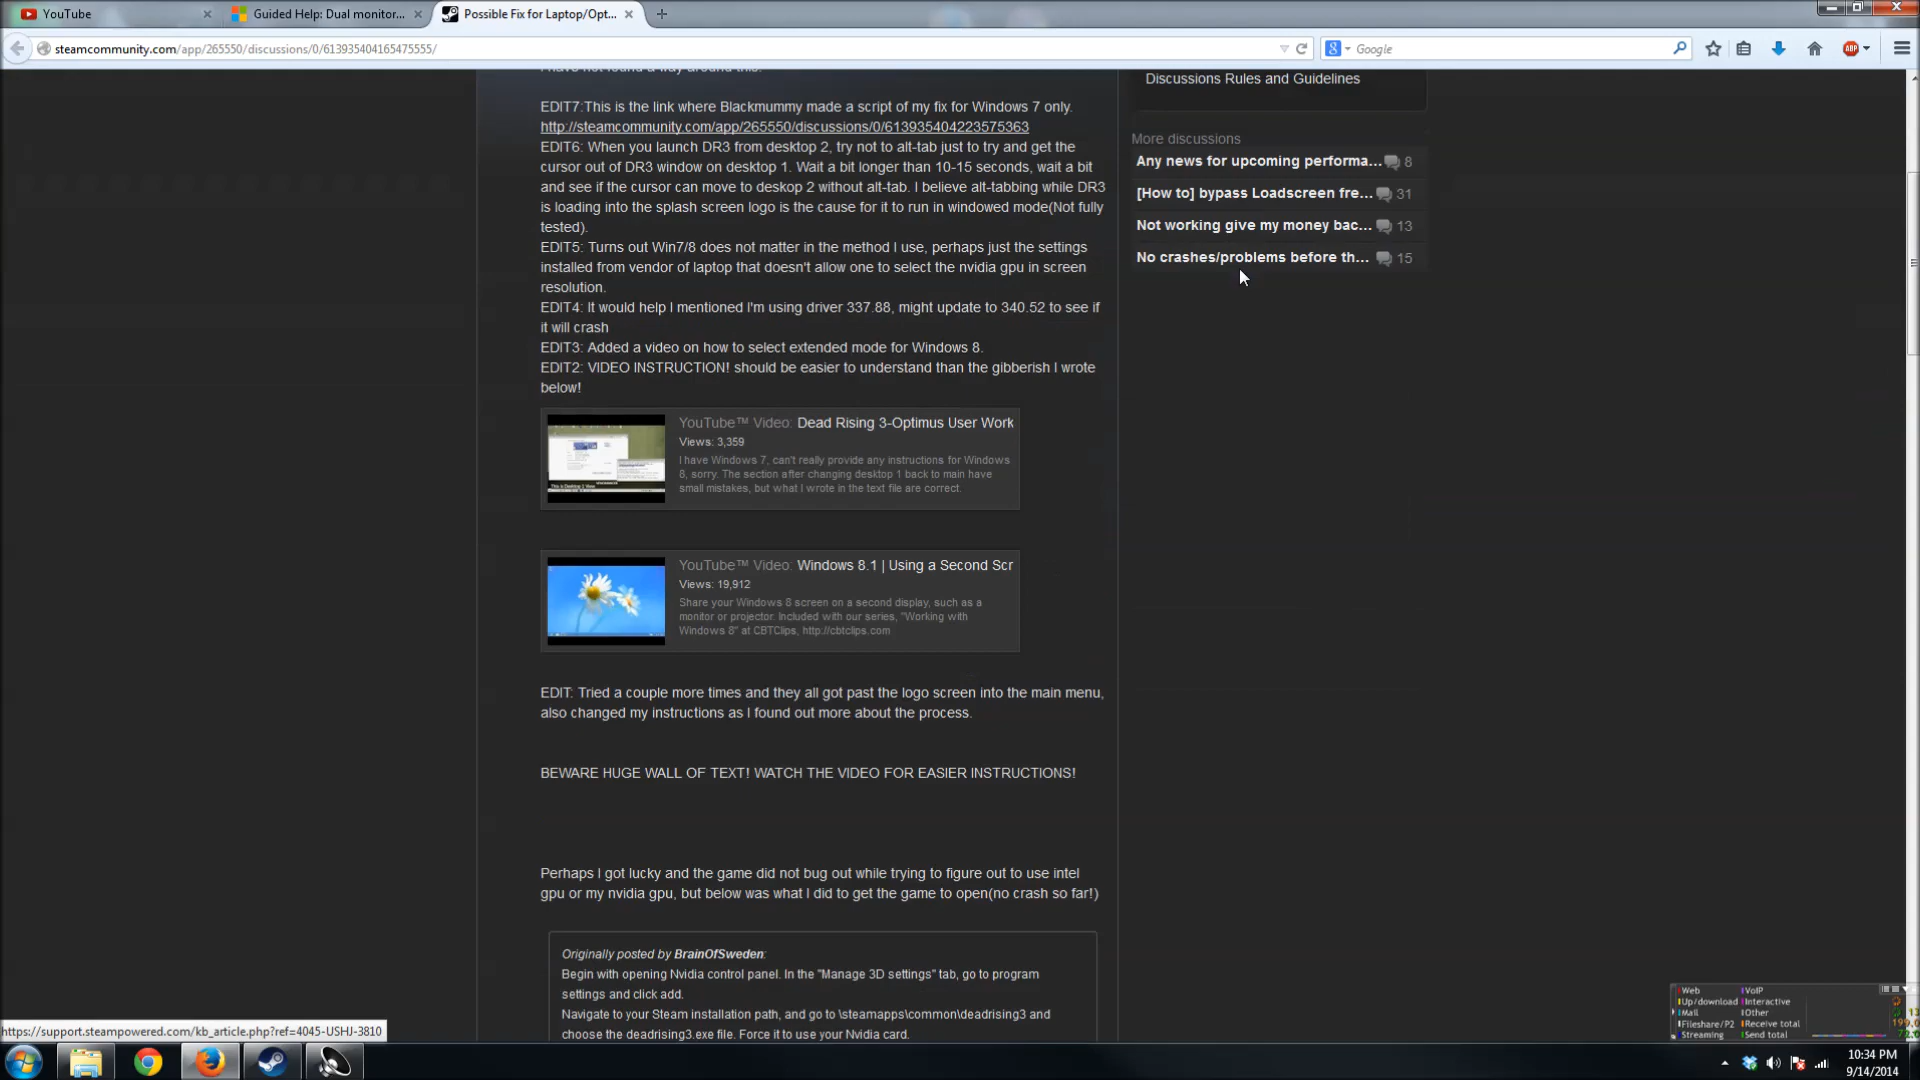 YouTube
Guided Help: Dual monitor...
Possible Fix for Laptop/Opt...
steamcommunity.com/app/265550/discussions/0/613935404165475555/
Google
ABP
I have not found a way around this.
EDIT7:This is the link where Blackmummy made a script of my fix for Windows 7 only.
http://steamcommunity.com/app/265550/discussions/0/613935404223575363
EDIT6: When you launch DR3 from desktop 2, try not to alt-tab just to try and get the
cursor out of DR3 window on desktop 1. Wait a bit longer than 10-15 seconds, wait a bit
and see if the cursor can move to deskop 2 without alt-tab. I believe alt-tabbing while DR3
is loading into the splash screen logo is the cause for it to run in windowed mode(Not fully
tested).
EDIT5: Turns out Win7/8 does not matter in the method I use, perhaps just the settings
installed from vendor of laptop that doesn't allow one to select the nvidia gpu in screen
resolution.
EDIT4: It would help I mentioned I'm using driver 337.88, might update to 340.52 to see if
it will crash
EDIT3: Added a video on how to select extended mode for Windows 8.
EDIT2: VIDEO INSTRUCTION! should be easier to understand than the gibberish I wrote
below!
YouTube™ Video: Dead Rising 3-Optimus User Work
Views: 3,359
I have Windows 7, can't really provide any instructions for Windows
8, sorry. The section after changing desktop 1 back to main have
small mistakes, but what I wrote in the text file are correct.
YouTube™ Video: Windows 8.1 | Using a Second Scr
Views: 19,912
Share your Windows 8 screen on a second display, such as a
monitor or projector. Included with our series, "Working with
Windows 8" at CBTClips, http://cbtclips.com
EDIT: Tried a couple more times and they all got past the logo screen into the main menu,
also changed my instructions as I found out more about the process.
BEWARE HUGE WALL OF TEXT! WATCH THE VIDEO FOR EASIER INSTRUCTIONS!
Perhaps I got lucky and the game did not bug out while trying to figure out to use intel
gpu or my nvidia gpu, but below was what I did to get the game to open(no crash so far!)
Originally posted by BrainOfSweden:
Begin with opening Nvidia control panel. In the "Manage 3D settings" tab, go to program
settings and click add.
Navigate to your Steam installation path, and go to \steamapps\common\deadrising3 and
choose the deadrising3.exe file. Force it to use your Nvidia card.
Discussions Rules and Guidelines
More discussions
Any news for upcoming performa... 8
[How to] bypass Loadscreen fre... 31
Not working give my money bac... 13
No crashes/problems before th... 15
https://support.steampowered.com/kb_article.php?ref=4045-USHJ-3810
Web VoIP
Up/download Interactive
Mail Other
Fileshare/P2 Receive total
Streaming Send total
10:34 PM
9/14/2014